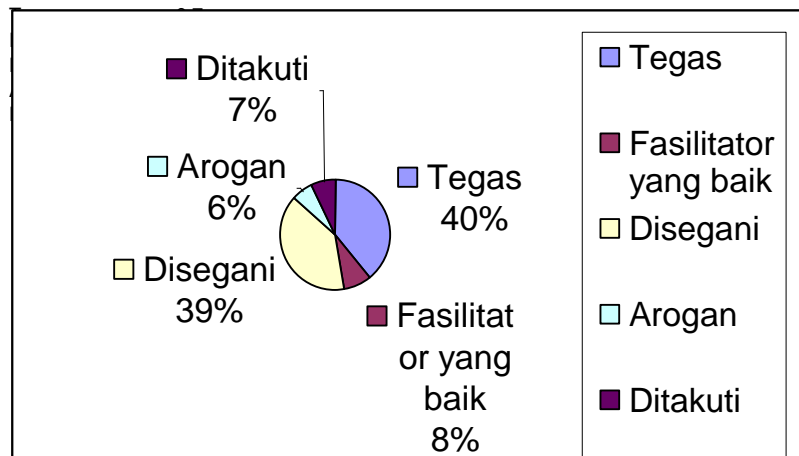 Ditakuti
7%
Arogan
6%
Disegani
39%
Tegas
40%
Fasilitat
or yang
baik
8%
Tegas
Fasilitator
yang baik
Disegani
Arogan
Ditakuti